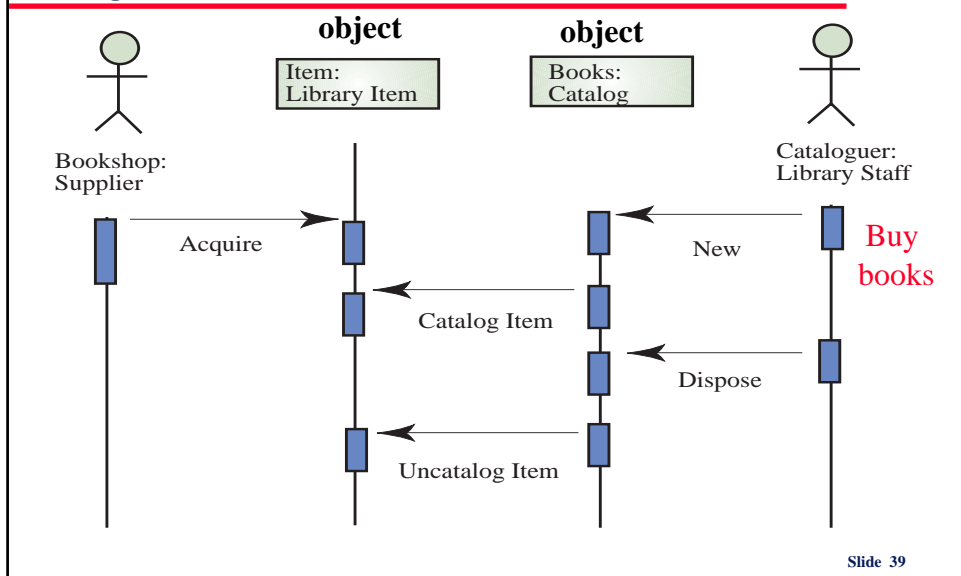 object
object
Item:
Library Item
Books:
Catalog
Bookshop:
Supplier
Cataloguer:
Library Staff
Acquire
New
Buy
books
Catalog Item
Dispose
Uncatalog Item
Slide 39